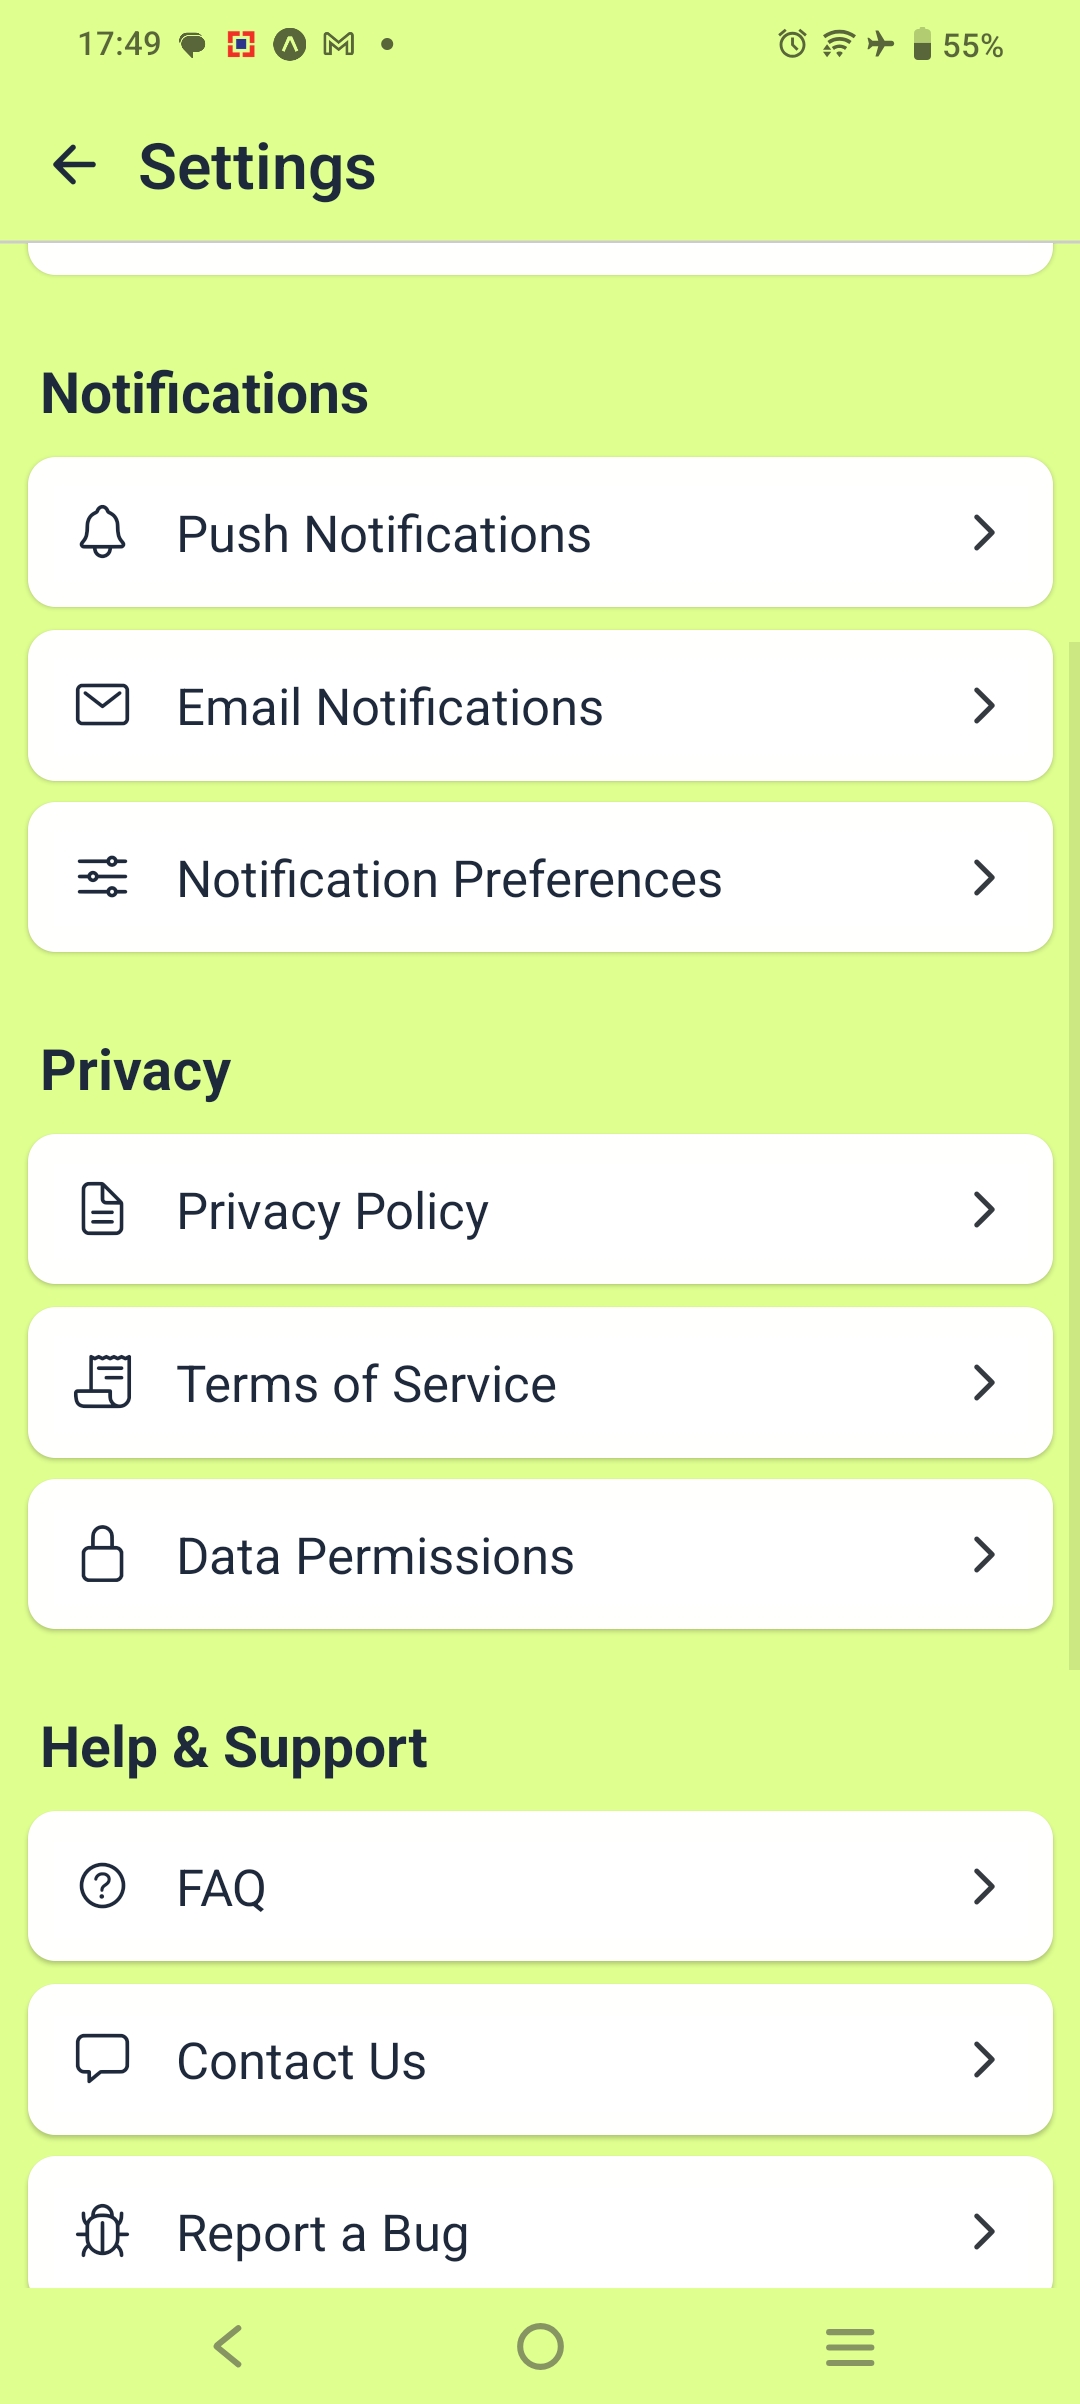 17:49 55%
Settings
Notifications
Push Notifications
Email Notifications
Notification Preferences
Privacy
Privacy Policy
Terms of Service
Data Permissions
Help & Support
FAQ
Contact Us
Report a Bug